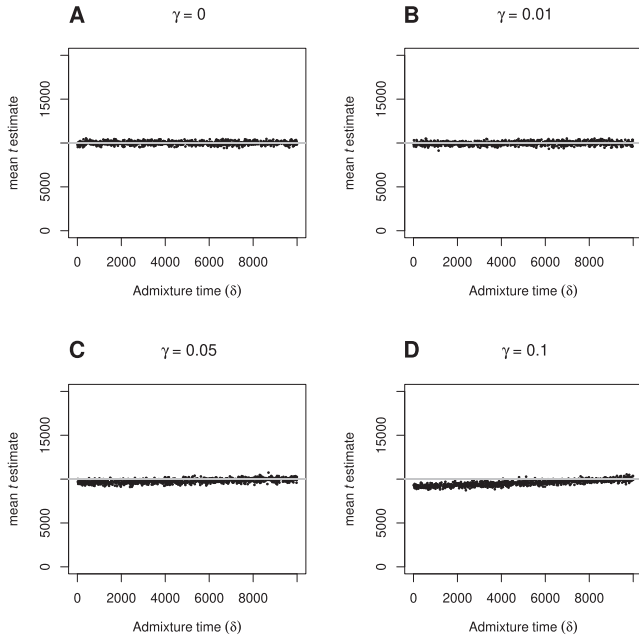 A
γ = 0
mean t estimate
0 5000 15000
0 2000 4000 6000 8000
Admixture time (δ)
B
γ = 0.01
mean t estimate
0 5000 15000
0 2000 4000 6000 8000
Admixture time (δ)
C
γ = 0.05
mean t estimate
0 5000 15000
0 2000 4000 6000 8000
Admixture time (δ)
D
γ = 0.1
mean t estimate
0 5000 15000
0 2000 4000 6000 8000
Admixture time (δ)